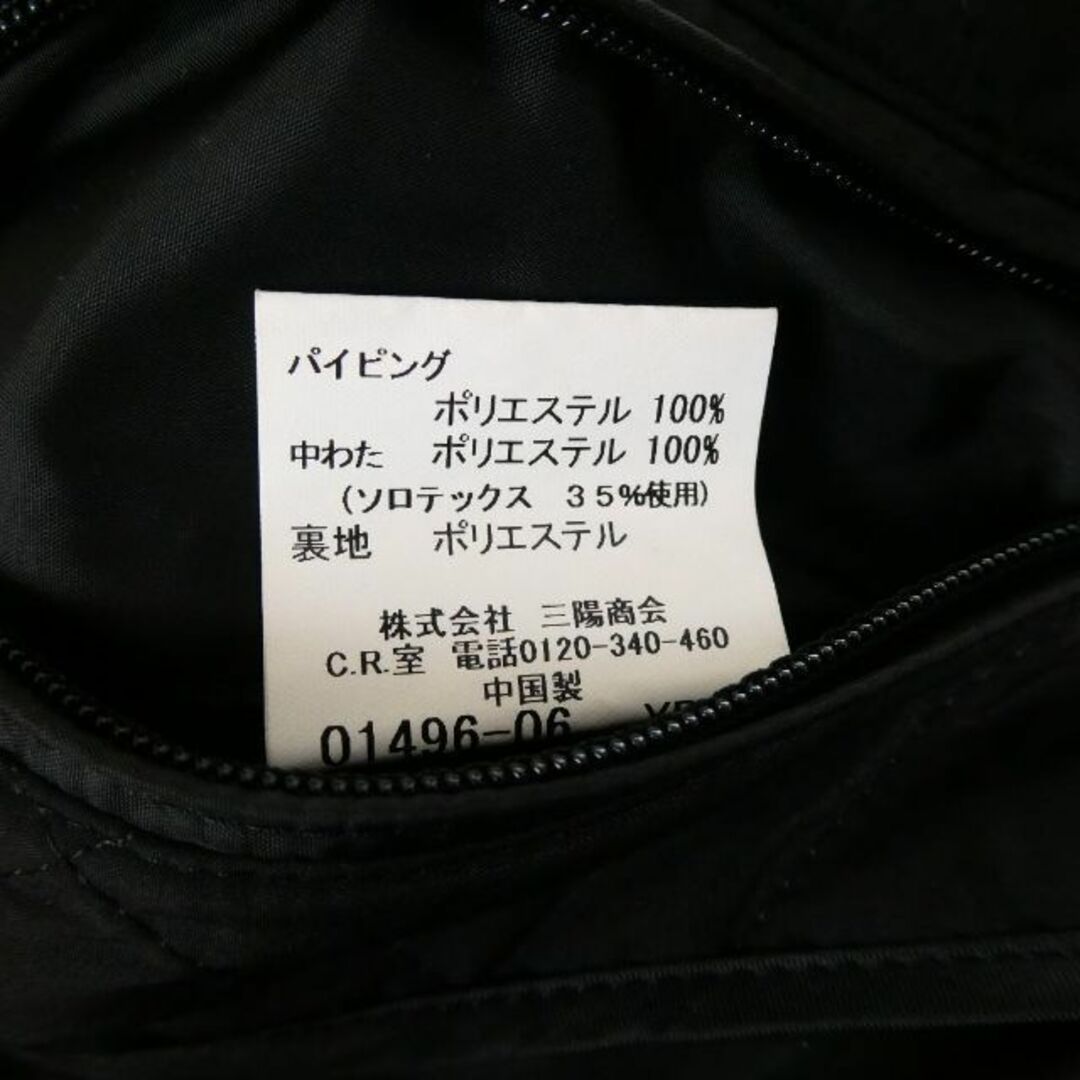 パイピング
ポリエステル 100%
中わた ポリエステル 100%
(ソロテックス 35%使用)
裏地 ポリエステル
株式会社 三陽商会
C.R.室 電話0120-340-460
中国製
01496-06